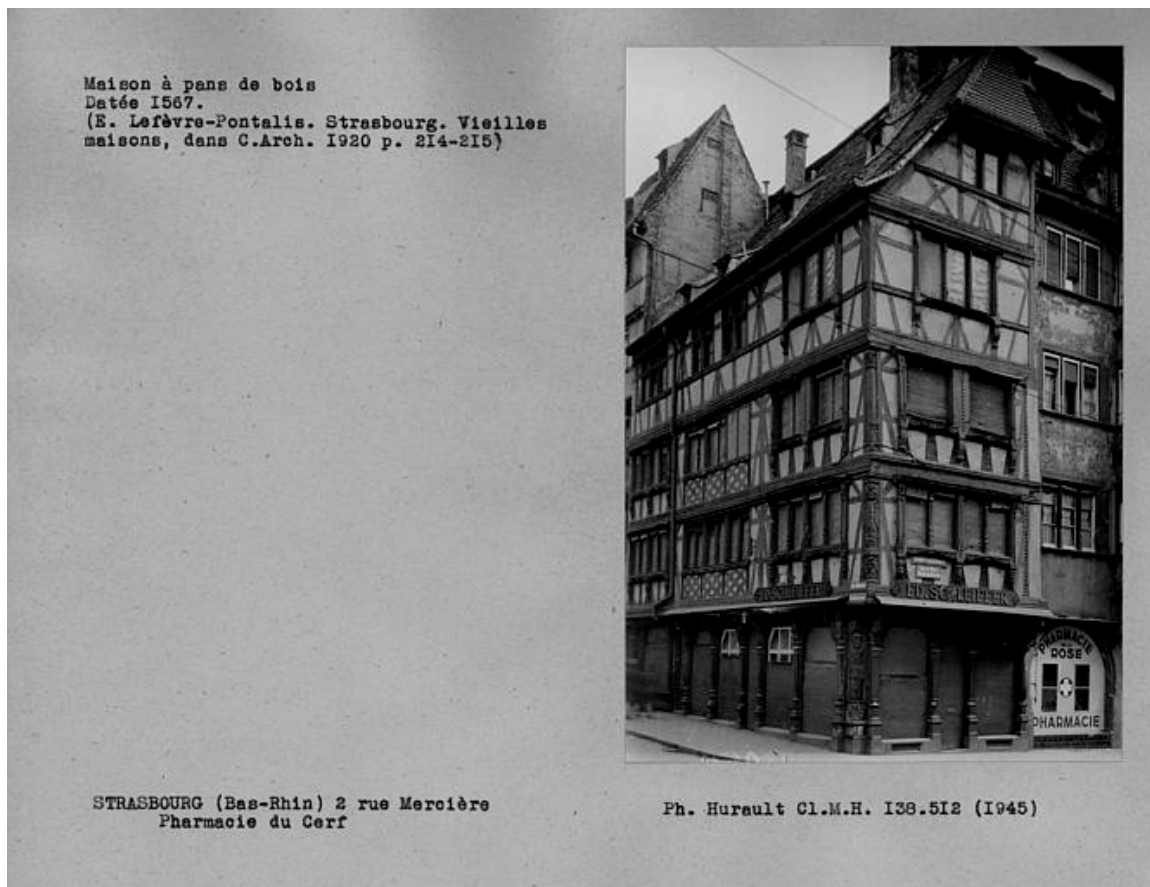 Maison à pans de bois
Datée I567.
(E. Lefèvre-Pontalis. Strasbourg. Vieilles
maisons, dans C.Arch. I920 p. 2I4-2I5)
PHARMACIE
ROSE
PHARMACIE
STRASBOURG (Bas-Rhin) 2 rue Mercière
Pharmacie du Cerf
Ph. Hurault Cl.M.H. I38.5I2 (I945)